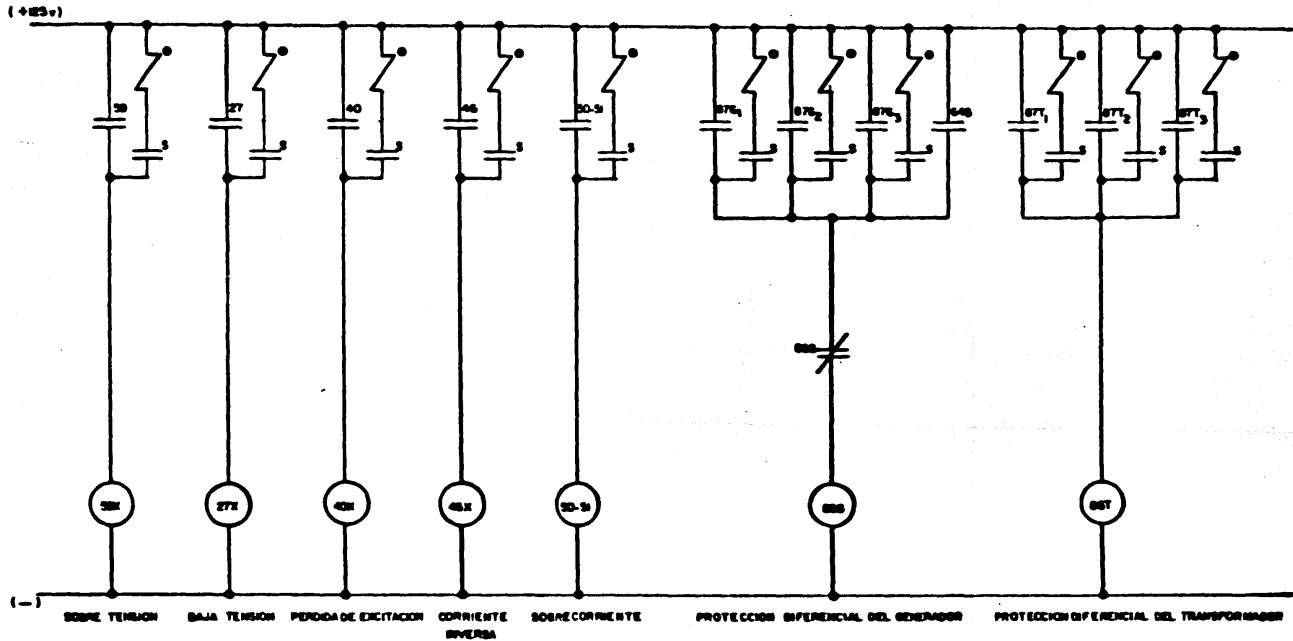 (+125v)
59
27
40
46
50-51
87G1
87G2
87G3
64G
87T1
87T2
87T3
S
S
S
S
S
S
S
S
S
S
S
86G
59X
27X
40X
46X
50-51
86G
86T
(—)
SOBRE TENSION
BAJA TENSION
PERDIDA DE EXCITACION
CORRIENTE
INVERSA
SOBRECORRIENTE
PROTECCION DIFERENCIAL DEL GENERADOR
PROTECCION DIFERENCIAL DEL TRANSFORMADOR